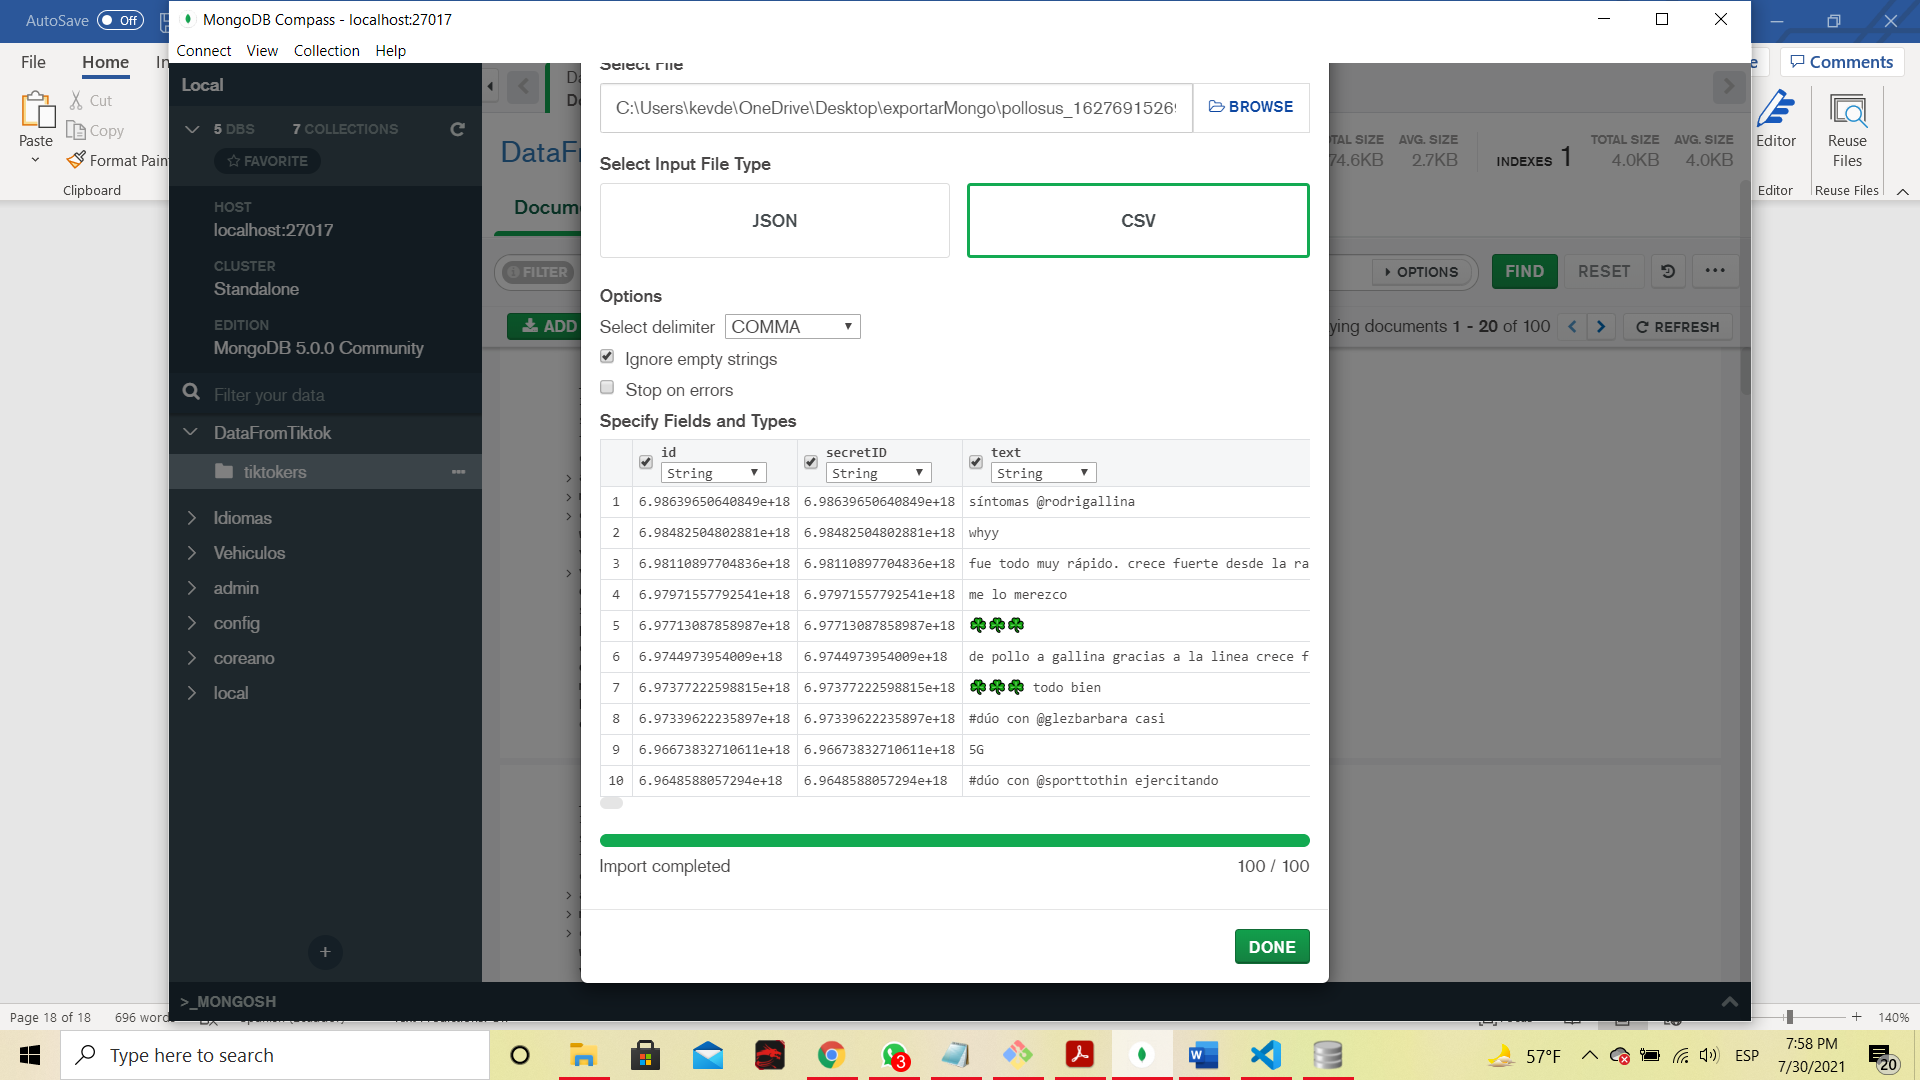 AutoSave Off
MongoDB Compass - localhost:27017
Connect View Collection Help
File Home
Comments
Cut
Copy
Paste
Format Pain
Clipboard
Editor
Reuse Files
Editor
Reuse Files
Local
5 DBS 7 COLLECTIONS
FAVORITE
HOST
localhost:27017
CLUSTER
Standalone
EDITION
MongoDB 5.0.0 Community
Filter your data
DataFromTiktok
tiktokers
Idiomas
Vehiculos
admin
config
coreano
local
Select File
C:\Users\kevde\OneDrive\Desktop\exportarMongo\pollosus_1627691526
BROWSE
Select Input File Type
JSON
CSV
Options
Select delimiter COMMA
Ignore empty strings
Stop on errors
Specify Fields and Types
id secretID text
String String String
1 6.98639650640849e+18 6.98639650640849e+18 síntomas @rodrigallina
2 6.98482504802881e+18 6.98482504802881e+18 whyy
3 6.98110897704836e+18 6.98110897704836e+18 fue todo muy rápido. crece fuerte desde la ra
4 6.97971557792541e+18 6.97971557792541e+18 me lo merezco
5 6.97713087858987e+18 6.97713087858987e+18 ☘☘☘
6 6.9744973954009e+18 6.9744973954009e+18 de pollo a gallina gracias a la linea crece f
7 6.97377222598815e+18 6.97377222598815e+18 ☘☘☘ todo bien
8 6.97339622235897e+18 6.97339622235897e+18 #dúo con @glezbarbara casi
9 6.96673832710611e+18 6.96673832710611e+18 5G
10 6.9648588057294e+18 6.9648588057294e+18 #dúo con @sporttothin ejercitando
Import completed 100 / 100
DONE
DataF
Docum
TAL SIZE AVG. SIZE
74.6KB 2.7KB
INDEXES 1
TOTAL SIZE AVG. SIZE
4.0KB 4.0KB
FILTER
OPTIONS
FIND
RESET
ADD
ying documents 1 - 20 of 100
REFRESH
>_MONGOSH
Page 18 of 18 696 words
140%
Type here to search
3
57°F
ESP
7:58 PM
7/30/2021
20